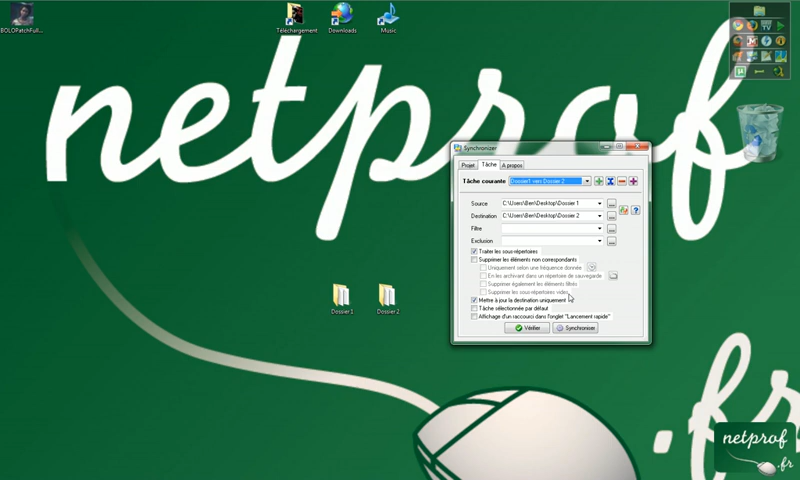 BOLOPatchFull...
Téléchargement
Downloads
Music
netprof
.fr
Dossier1
Dossier 2
Synchronizer
Projet
Tâche
A propos
Tâche courante
Dossier1 vers Dossier 2
Source
C:\Users\Ben\Desktop\Dossier 1
Destination
C:\Users\Ben\Desktop\Dossier 2
Filtre
Exclusion
Traiter les sous-répertoires
Supprimer les éléments non correspondants
Uniquement selon une fréquence donnée
En les archivant dans un répertoire de sauvegarde
Supprimer également les éléments filtrés
Supprimer les sous-répertoires vides
Mettre à jour la destination uniquement
Tâche sélectionnée par défaut
Affichage d'un raccourci dans l'onglet "Lancement rapide"
Vérifier
Synchroniser
netprof
.fr